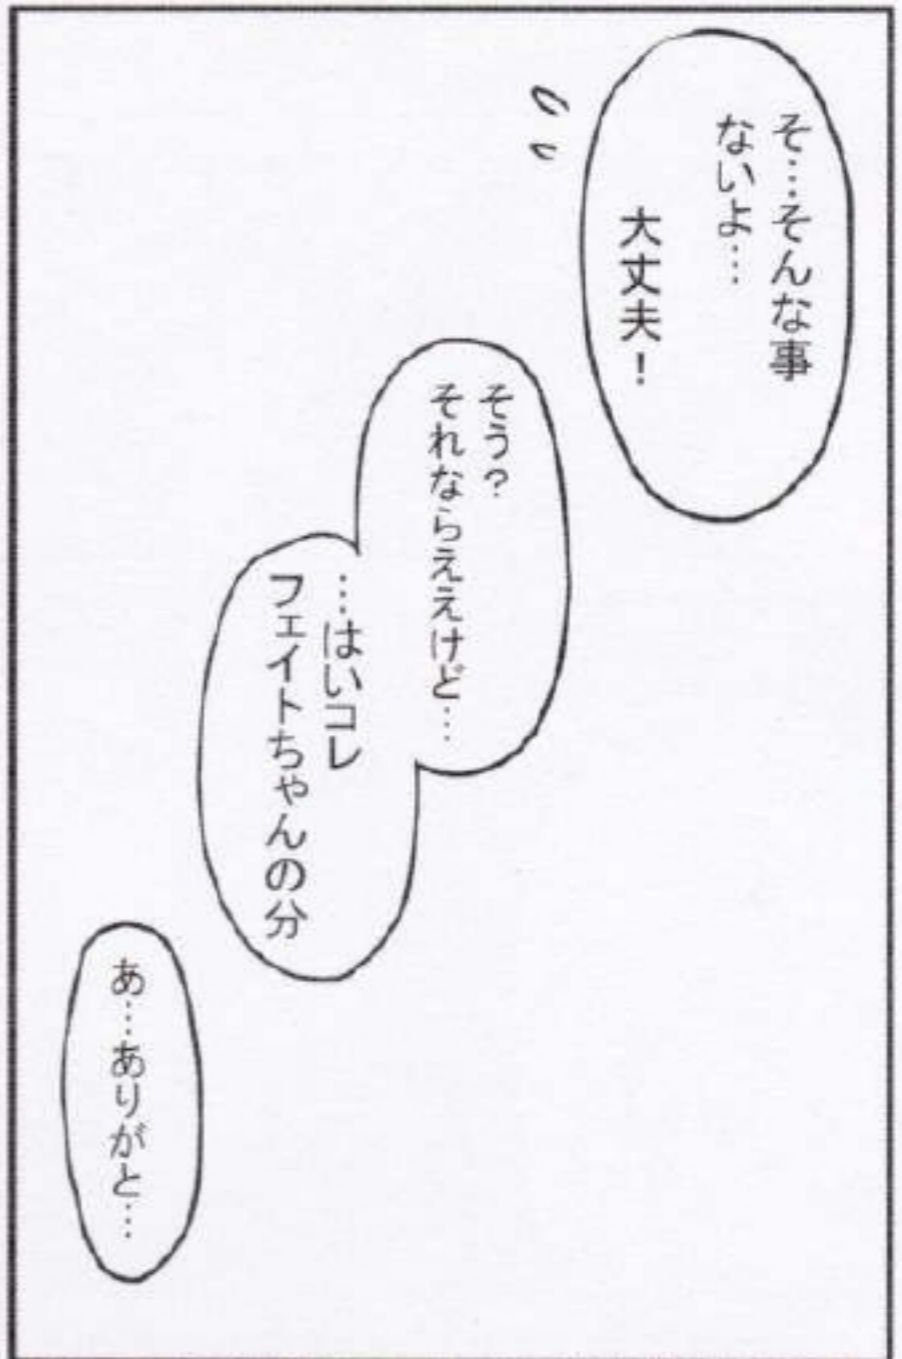 そ…そんな事
ないよ…
大丈夫！
そう？
それならええけど…
…はいコレ
フェイトちゃんの分
あ…ありがと…